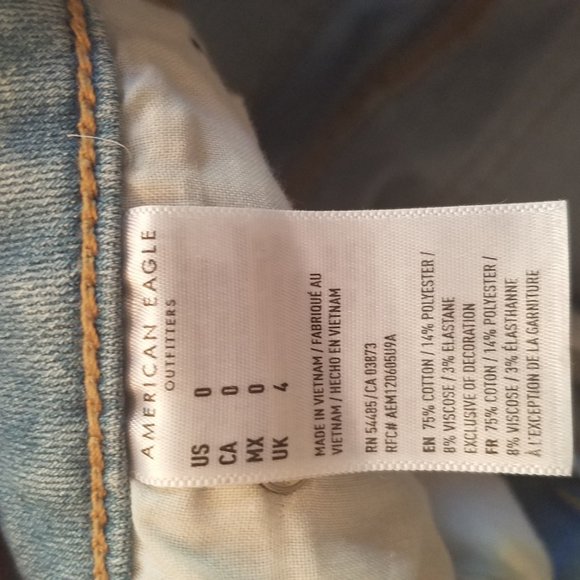 AMERICAN EAGLE
OUTFITTERS
US 0
CA 0
MX 0
UK 4
MADE IN VIETNAM / FABRIQUÉ AU
VIETNAM / HECHO EN VIETNAM
RN 54485/CA 03873
REFC# AEM12D6085U9A
EN 75% COTTON / 14% POLYESTER /
8% VISCOSE / 3% ELASTANE
EXCLUSIVE OF DECORATION
FR 75% COTON / 14% POLYESTER /
8% VISCOSE / 3% ÉLASTHANNE
À L'EXCEPTION DE LA GARNITURE